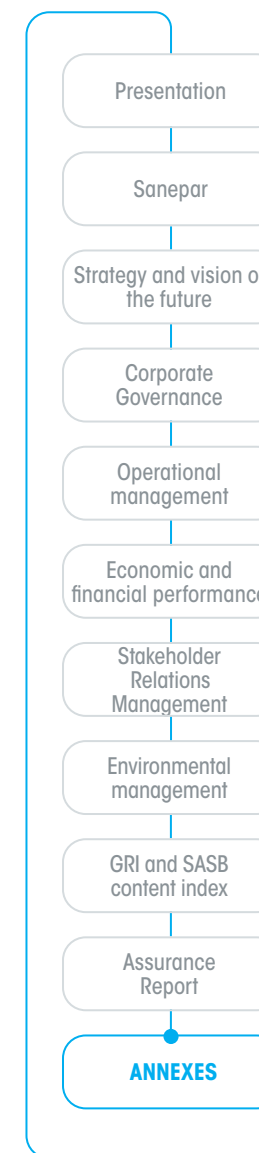 Presentation
Sanepar
Strategy and vision o
the future
Corporate
Governance
Operational
management
Economic and
financial performance
Stakeholder
Relations
Management
Environmental
management
GRI and SASB
content index
Assurance
Report
ANNEXES